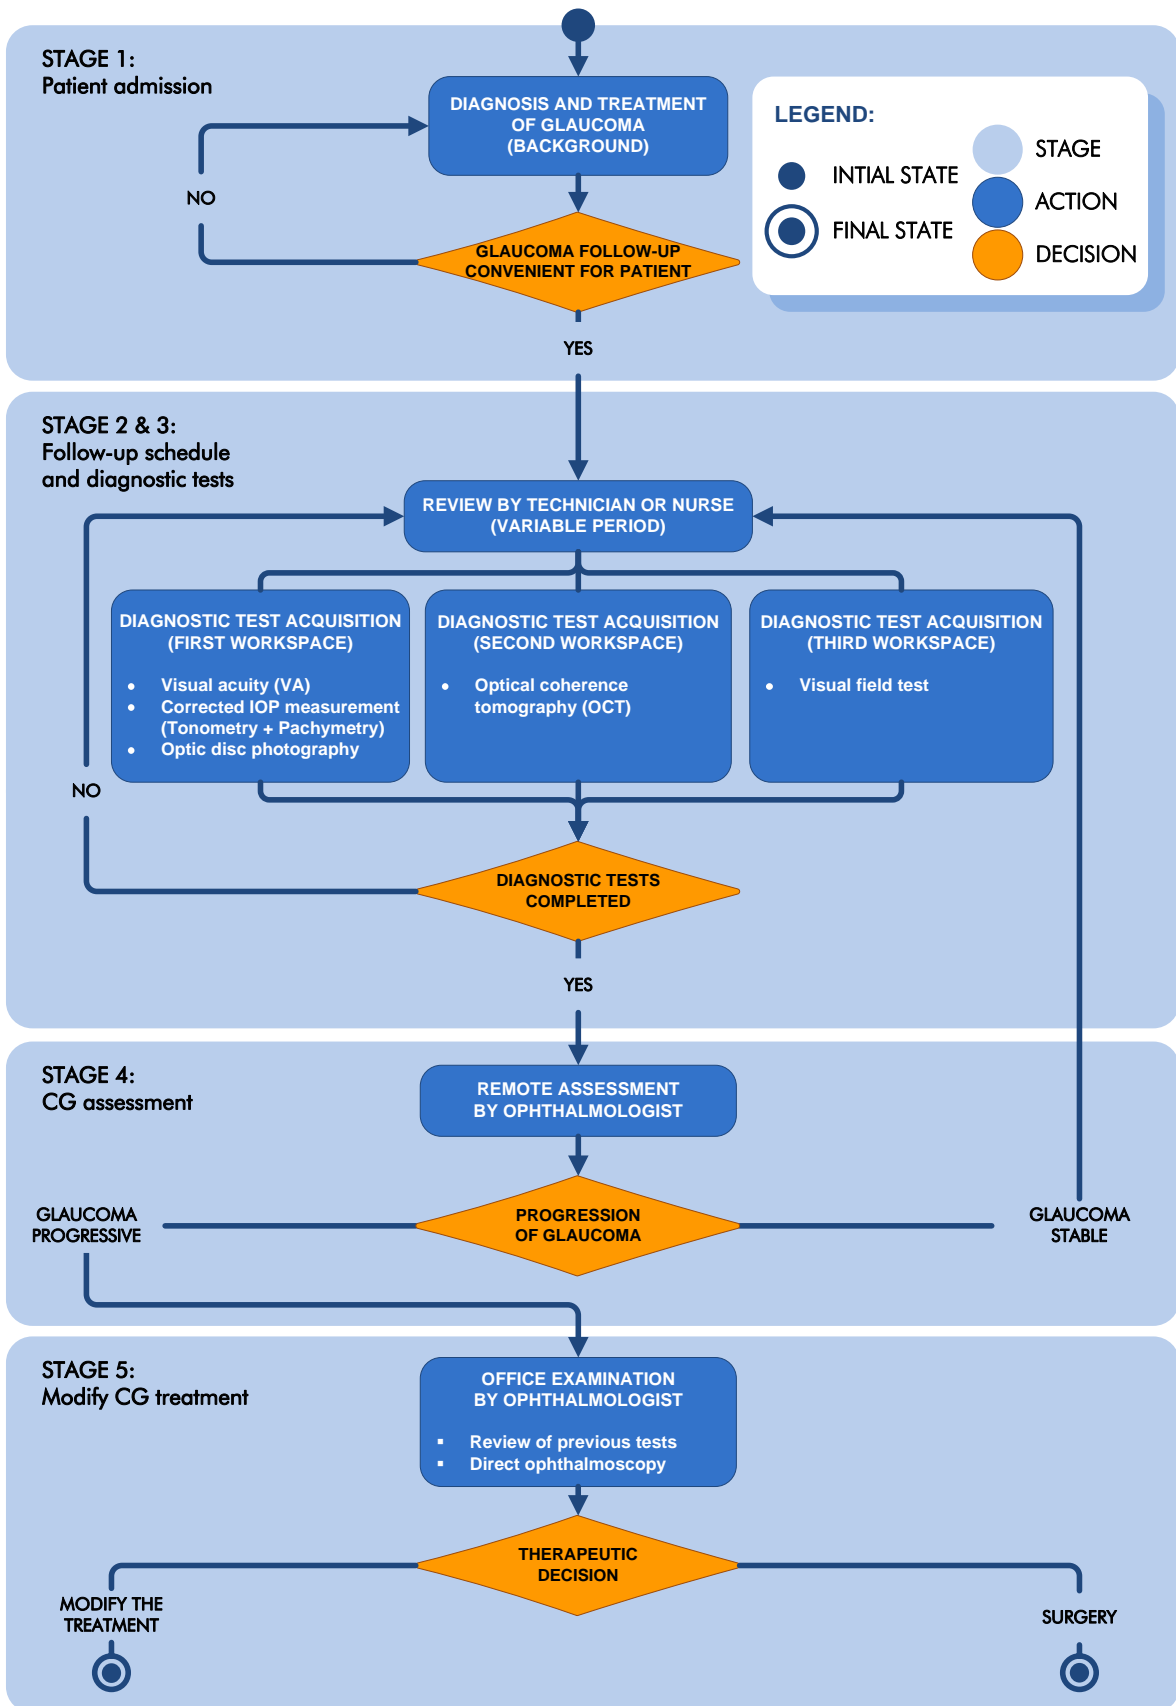 STAGE 1:
Patient admission
DIAGNOSIS AND TREATMENT
OF GLAUCOMA
(BACKGROUND)
LEGEND:
INTIAL STATE
FINAL STATE
STAGE
ACTION
DECISION
NO
GLAUCOMA FOLLOW-UP
CONVENIENT FOR PATIENT
YES
STAGE 2 & 3:
Follow-up schedule
and diagnostic tests
REVIEW BY TECHNICIAN OR NURSE
(VARIABLE PERIOD)
DIAGNOSTIC TEST ACQUISITION
(FIRST WORKSPACE)
• Visual acuity (VA)
• Corrected IOP measurement
(Tonometry + Pachymetry)
• Optic disc photography
DIAGNOSTIC TEST ACQUISITION
(SECOND WORKSPACE)
• Optical coherence
tomography (OCT)
DIAGNOSTIC TEST ACQUISITION
(THIRD WORKSPACE)
• Visual field test
NO
DIAGNOSTIC TESTS
COMPLETED
YES
STAGE 4:
CG assessment
REMOTE ASSESSMENT
BY OPHTHALMOLOGIST
GLAUCOMA
PROGRESSIVE
PROGRESSION
OF GLAUCOMA
GLAUCOMA
STABLE
STAGE 5:
Modify CG treatment
OFFICE EXAMINATION
BY OPHTHALMOLOGIST
▪ Review of previous tests
▪ Direct ophthalmoscopy
THERAPEUTIC
DECISION
MODIFY THE
TREATMENT
SURGERY